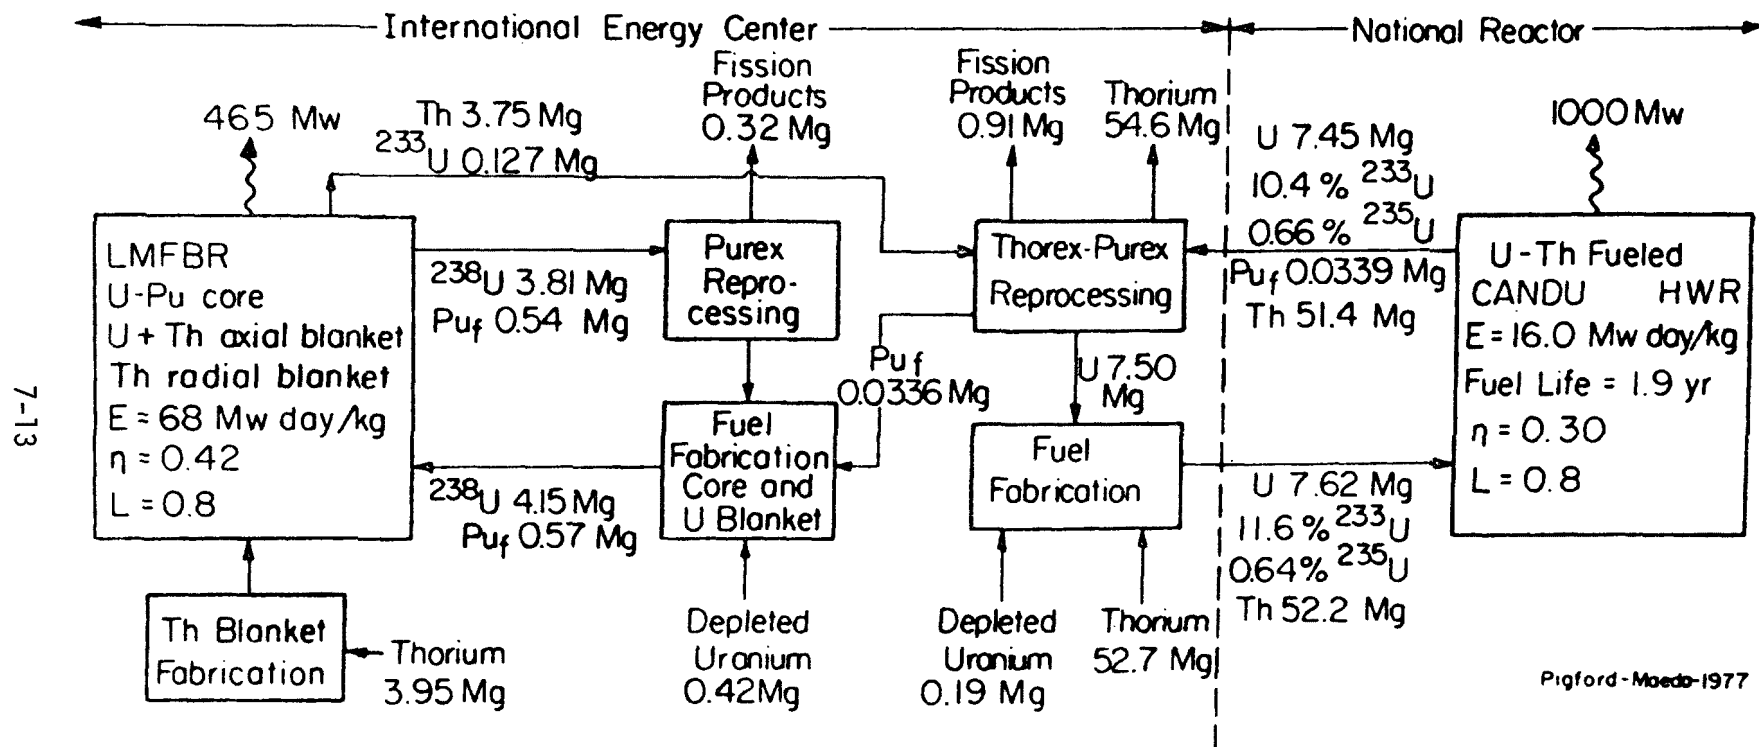 International Energy Center
National Reactor
465 Mw
Th 3.75 Mg
233U 0.127 Mg
Fission
Products
0.32 Mg
Fission
Products
0.91 Mg
Thorium
54.6 Mg
U 7.45 Mg
10.4 % 233U
0.66 % 235U
Puf 0.0339 Mg
Th 51.4 Mg
1000 Mw
LMFBR
U-Pu core
U + Th axial blanket
Th radial blanket
E = 68 Mw day/kg
η = 0.42
L = 0.8
238U 3.81 Mg
Puf 0.54 Mg
Purex
Repro-
cessing
Thorex-Purex
Reprocessing
U-Th Fueled
CANDU HWR
E = 16.0 Mw day/kg
Fuel Life = 1.9 yr
η = 0.30
L = 0.8
Puf
0.0336 Mg
U 7.50
Mg
238U 4.15 Mg
Puf 0.57 Mg
Fuel
Fabrication
Core and
U Blanket
Fuel
Fabrication
U 7.62 Mg
11.6 % 233U
0.64% 235U
Th 52.2 Mg
Th Blanket
Fabrication
Thorium
3.95 Mg
Depleted
Uranium
0.42Mg
Depleted
Uranium
0.19 Mg
Thorium
52.7 Mg
Pigford-Maeda-1977
7-13